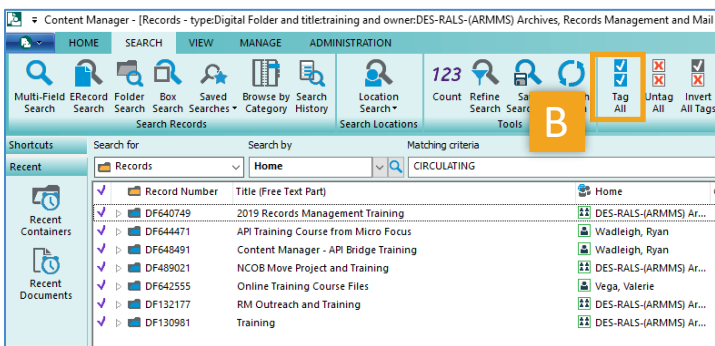 Content Manager - [Records - type:Digital Folder and title:training and owner:DES-RALS-(ARMMS) Archives, Records Management and Mail
HOME SEARCH VIEW MANAGE ADMINISTRATION
Multi-Field Search ERecord Search Folder Search Box Search Saved Searches Browse by Category Search History Location Search 123 Count Refine Search Tag All Untag All Invert All Tags
Search Records Search Locations Tools
B
Shortcuts Search for Search by Matching criteria
Recent Records Home CIRCULATING
Record Number Title (Free Text Part) Home
DF640749 2019 Records Management Training DES-RALS-(ARMMS) Ar...
Recent Containers
DF644471 API Training Course from Micro Focus Wadleigh, Ryan
DF648491 Content Manager - API Bridge Training Wadleigh, Ryan
DF489021 NCOB Move Project and Training DES-RALS-(ARMMS) Ar...
Recent Documents
DF642555 Online Training Course Files Vega, Valerie
DF132177 RM Outreach and Training DES-RALS-(ARMMS) Ar...
DF130981 Training DES-RALS-(ARMMS) Ar...